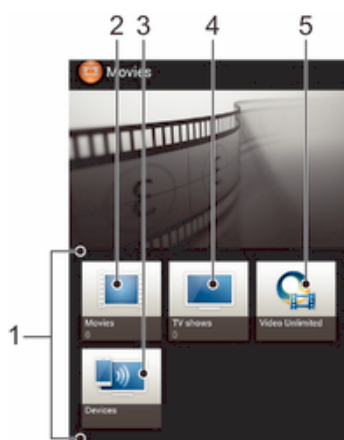 2 3 4 5
Movies
1
Movies
0
TV shows
0
Video Unlimited
Devices